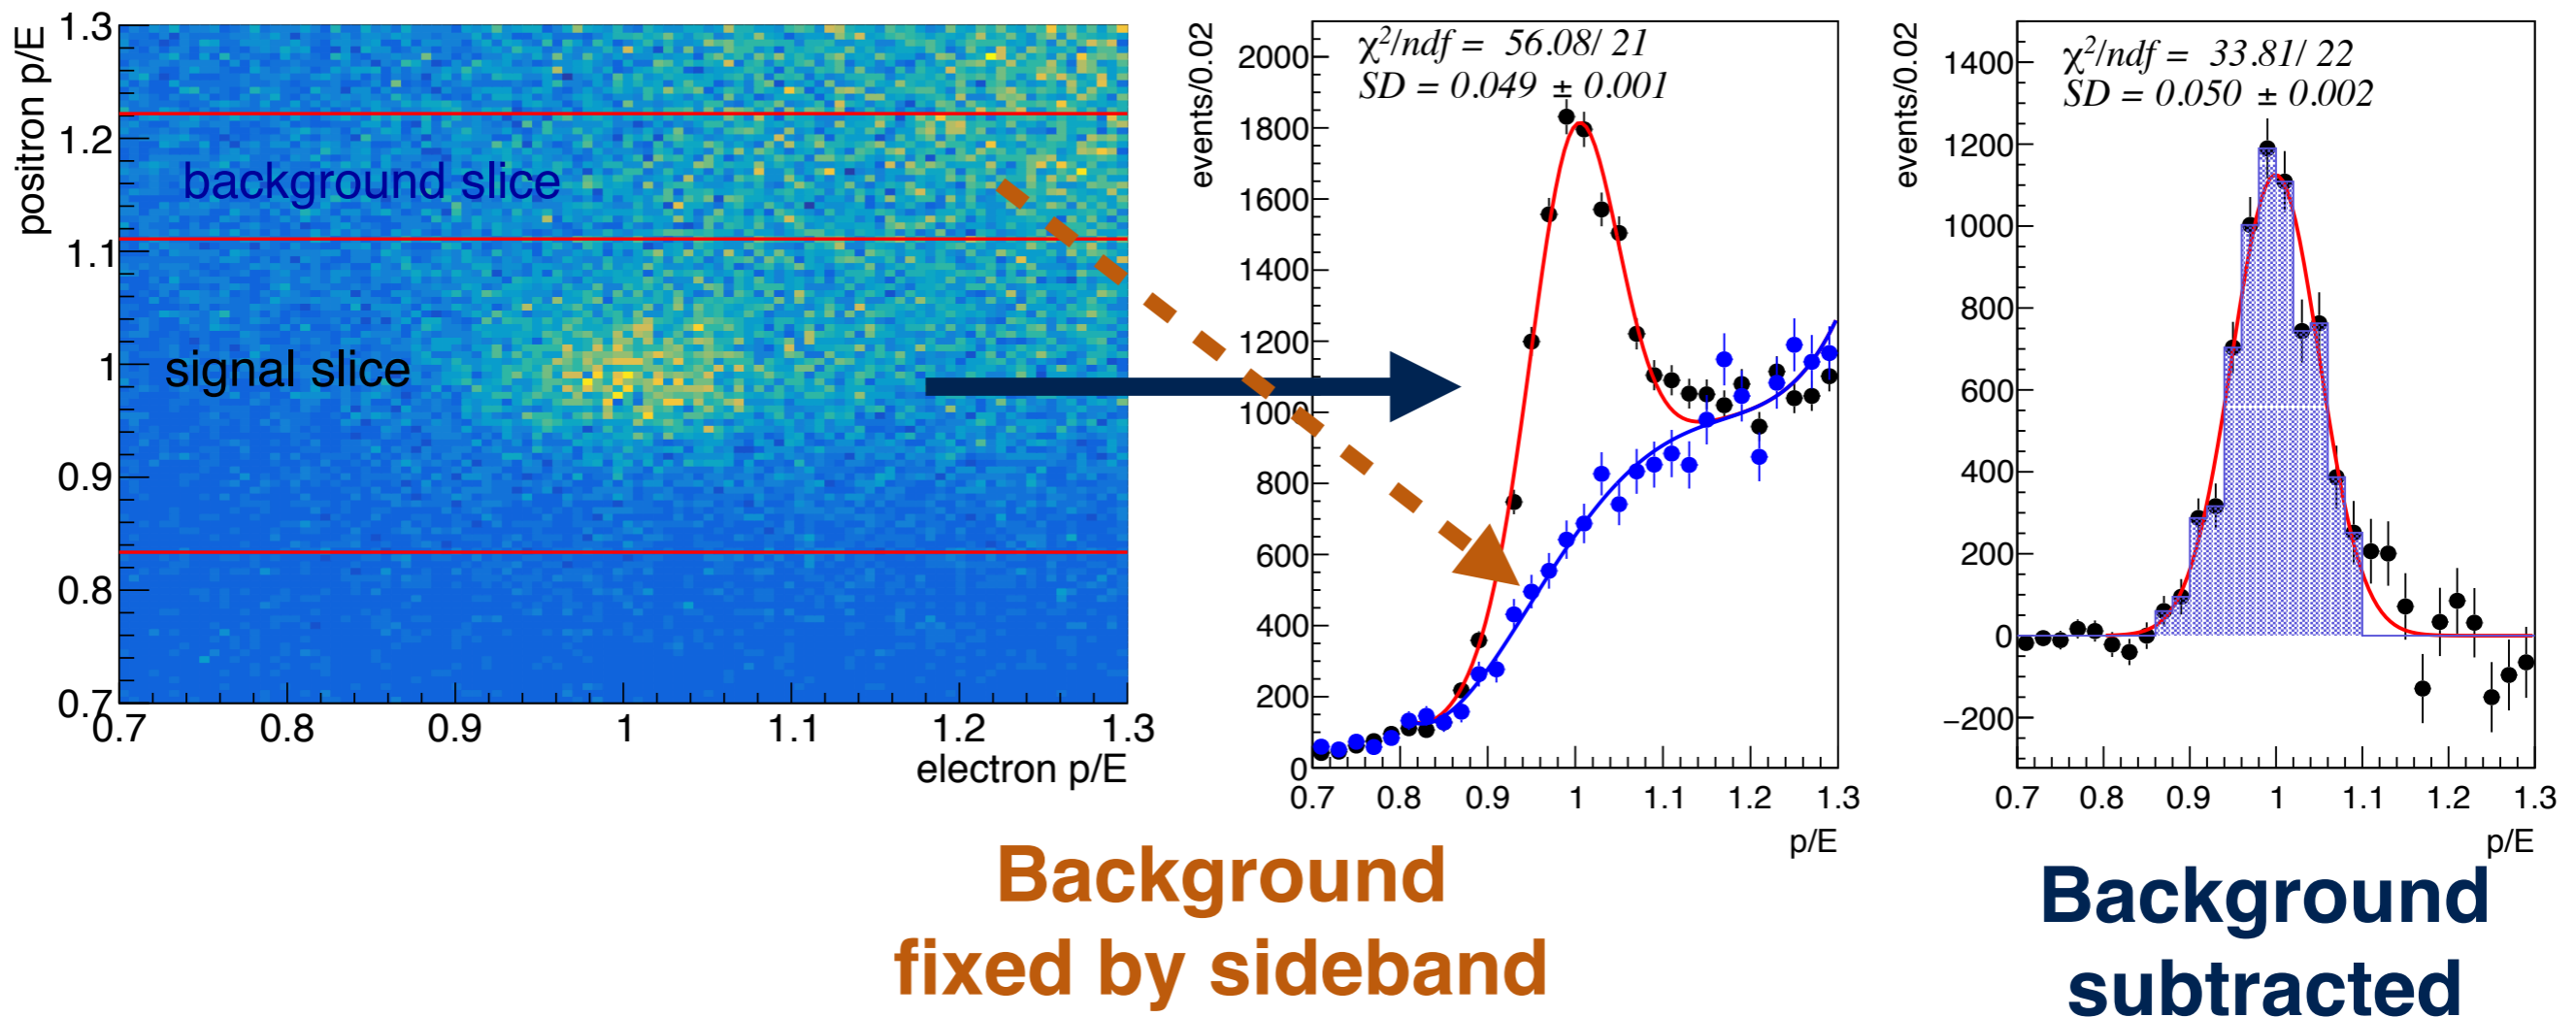 positron p/E
1.3
1.2
1.1
1
0.9
0.8
0.7
background slice
signal slice
0.7 0.8 0.9 1 1.1 1.2 1.3
electron p/E
events/0.02
2000
1800
1600
1400
1200
1000
800
600
400
200
0
χ²/ndf = 56.08/ 21
SD = 0.049 ± 0.001
0.7 0.8 0.9 1 1.1 1.2 1.3
p/E
events/0.02
1400
1200
1000
800
600
400
200
0
−200
χ²/ndf = 33.81/ 22
SD = 0.050 ± 0.002
0.7 0.8 0.9 1 1.1 1.2 1.3
p/E
Background
fixed by sideband
Background
subtracted